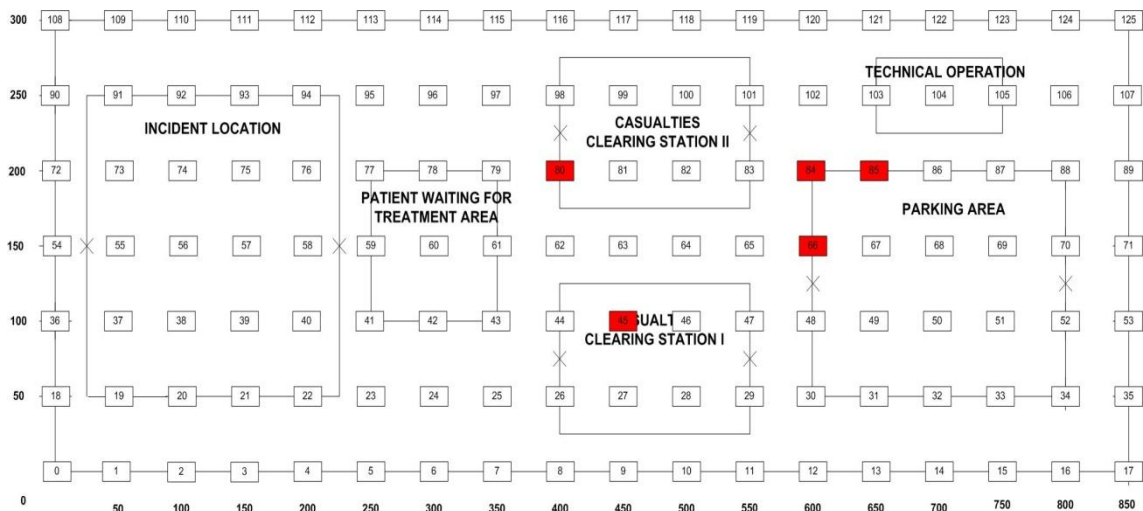 300 108 109 110 111 112 113 114 115 116 117 118 119 120 121 122 123 124 125
TECHNICAL OPERATION
250 90 91 92 93 94 95 96 97 98 99 100 101 102 103 104 105 106 107
INCIDENT LOCATION
CASUALTIES
CLEARING STATION II
200 72 73 74 75 76 77 78 79 80 81 82 83 84 85 86 87 88 89
PATIENT WAITING FOR
TREATMENT AREA
PARKING AREA
150 54 55 56 57 58 59 60 61 62 63 64 65 66 67 68 69 70 71
100 36 37 38 39 40 41 42 43 44 45 46 47 48 49 50 51 52 53
SUALT
CLEARING STATION I
50 18 19 20 21 22 23 24 25 26 27 28 29 30 31 32 33 34 35
0 1 2 3 4 5 6 7 8 9 10 11 12 13 14 15 16 17
0 50 100 150 200 250 300 350 400 450 500 550 600 650 700 750 800 850